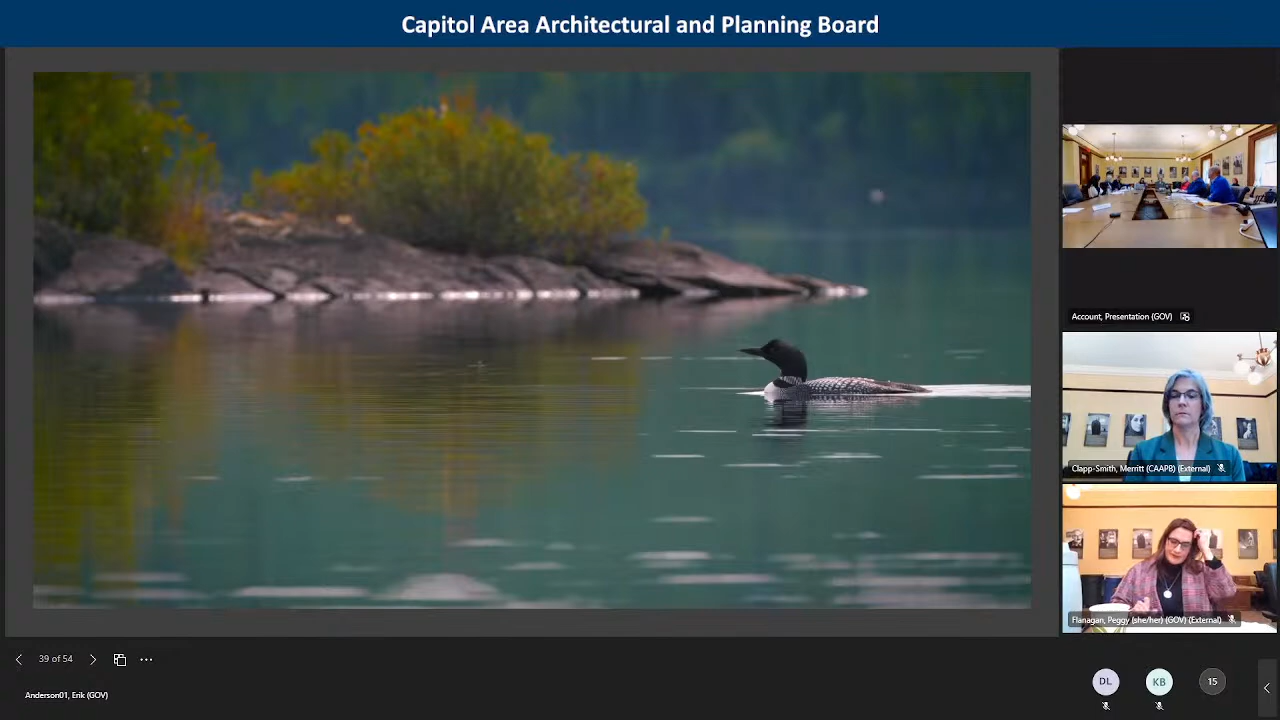 Capitol Area Architectural and Planning Board
Account, Presentation (GOV)
Clapp-Smith, Merritt (CAAPB) (External)
Flanagan, Peggy (she/her) (GOV) (External)
39 of 54
Anderson01, Erik (GOV)
DL
KB
15